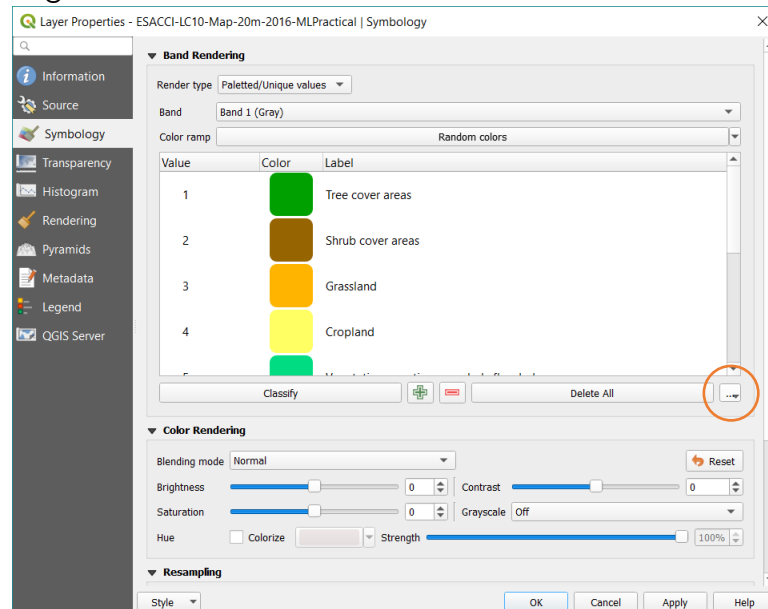 Layer Properties - ESACCI-LC10-Map-20m-2016-MLPractical | Symbology
Information
Source
Symbology
Transparency
Histogram
Rendering
Pyramids
Metadata
Legend
QGIS Server
Band Rendering
Render type Paletted/Unique values
Band Band 1 (Gray)
Color ramp Random colors
Value Color Label
1 Tree cover areas
2 Shrub cover areas
3 Grassland
4 Cropland
Classify Delete All ...
Color Rendering
Blending mode Normal Reset
Brightness 0 Contrast 0
Saturation 0 Grayscale Off
Hue Colorize Strength 100%
Resampling
Style OK Cancel Apply Help